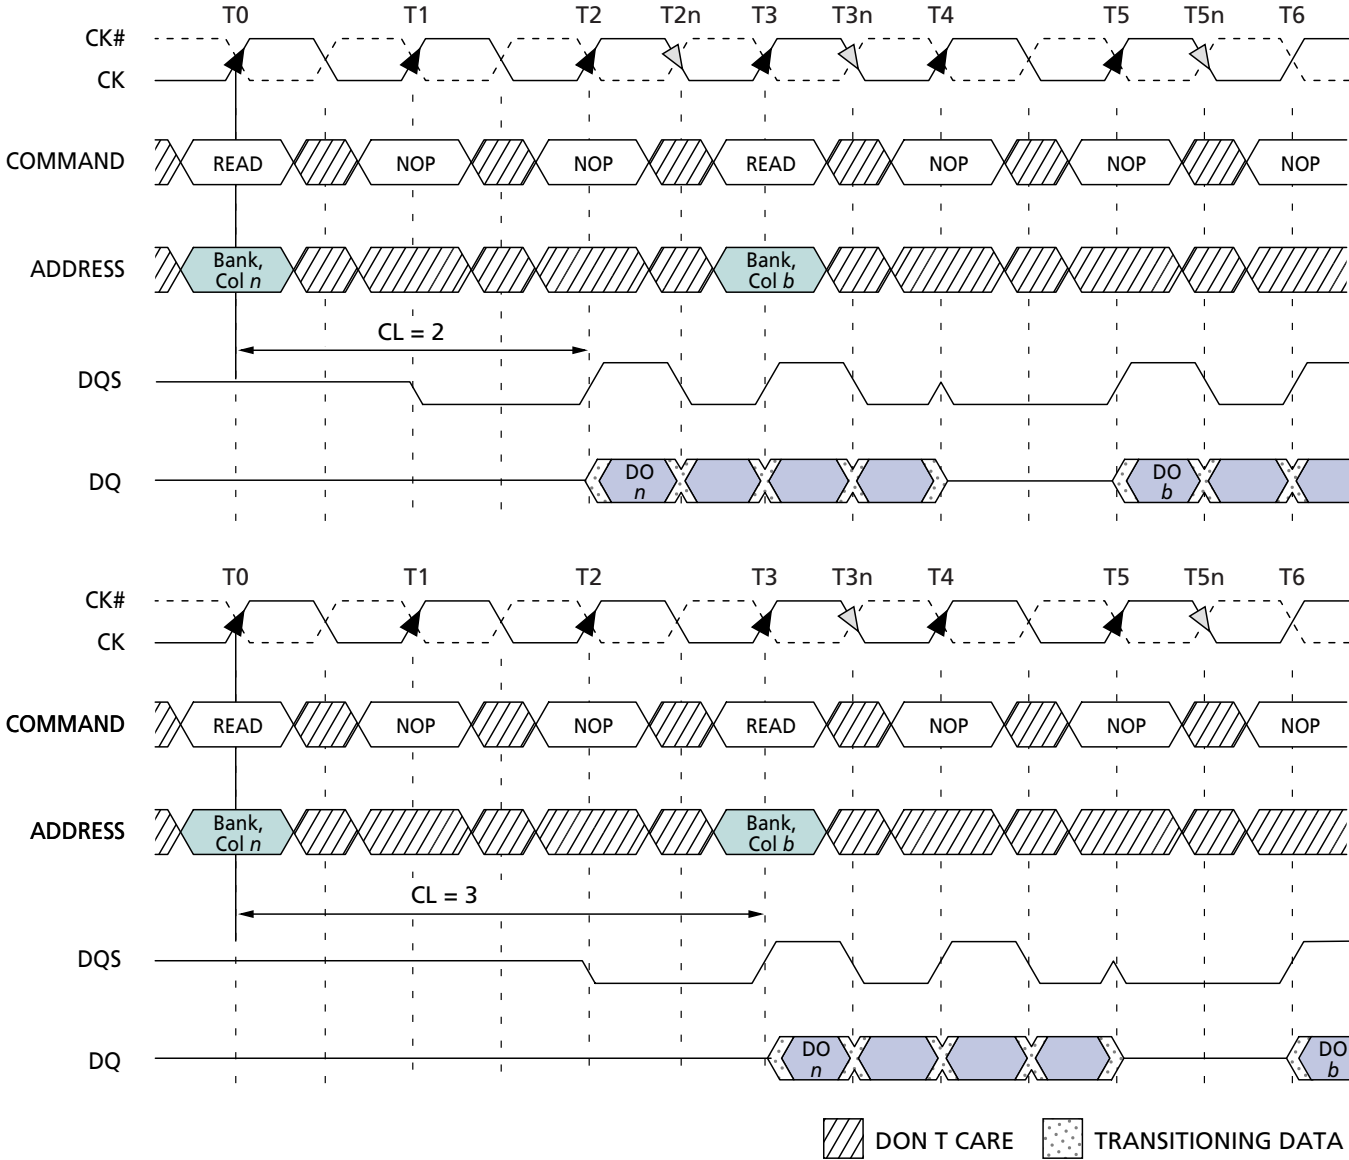 T0 T1 T2 T2n T3 T3n T4 T5 T5n T6
CK#
CK
COMMAND READ NOP NOP READ NOP NOP NOP
ADDRESS Bank, Col n Bank, Col b
CL = 2
DQS
DQ DO n DO b
T0 T1 T2 T3 T3n T4 T5 T5n T6
CK#
CK
COMMAND READ NOP NOP READ NOP NOP NOP
ADDRESS Bank, Col n Bank, Col b
CL = 3
DQS
DQ DO n DO b
DON T CARE TRANSITIONING DATA